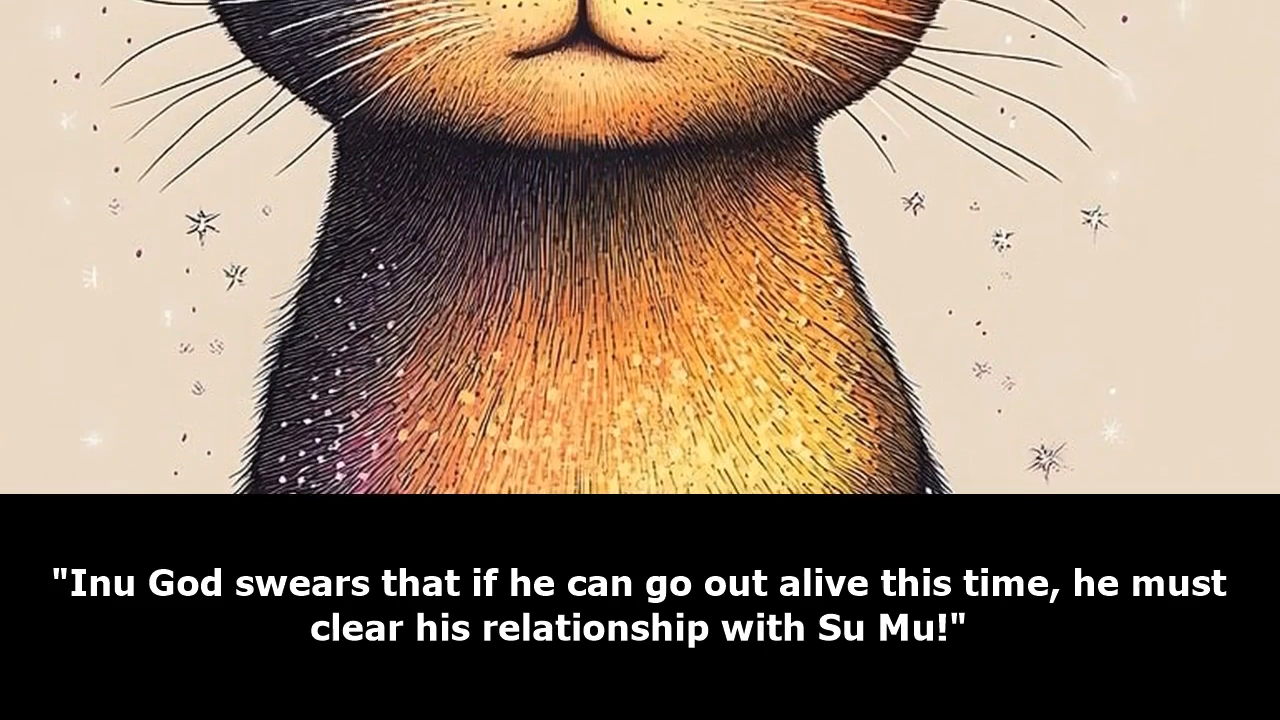 "Inu God swears that if he can go out alive this time, he must
clear his relationship with Su Mu!"